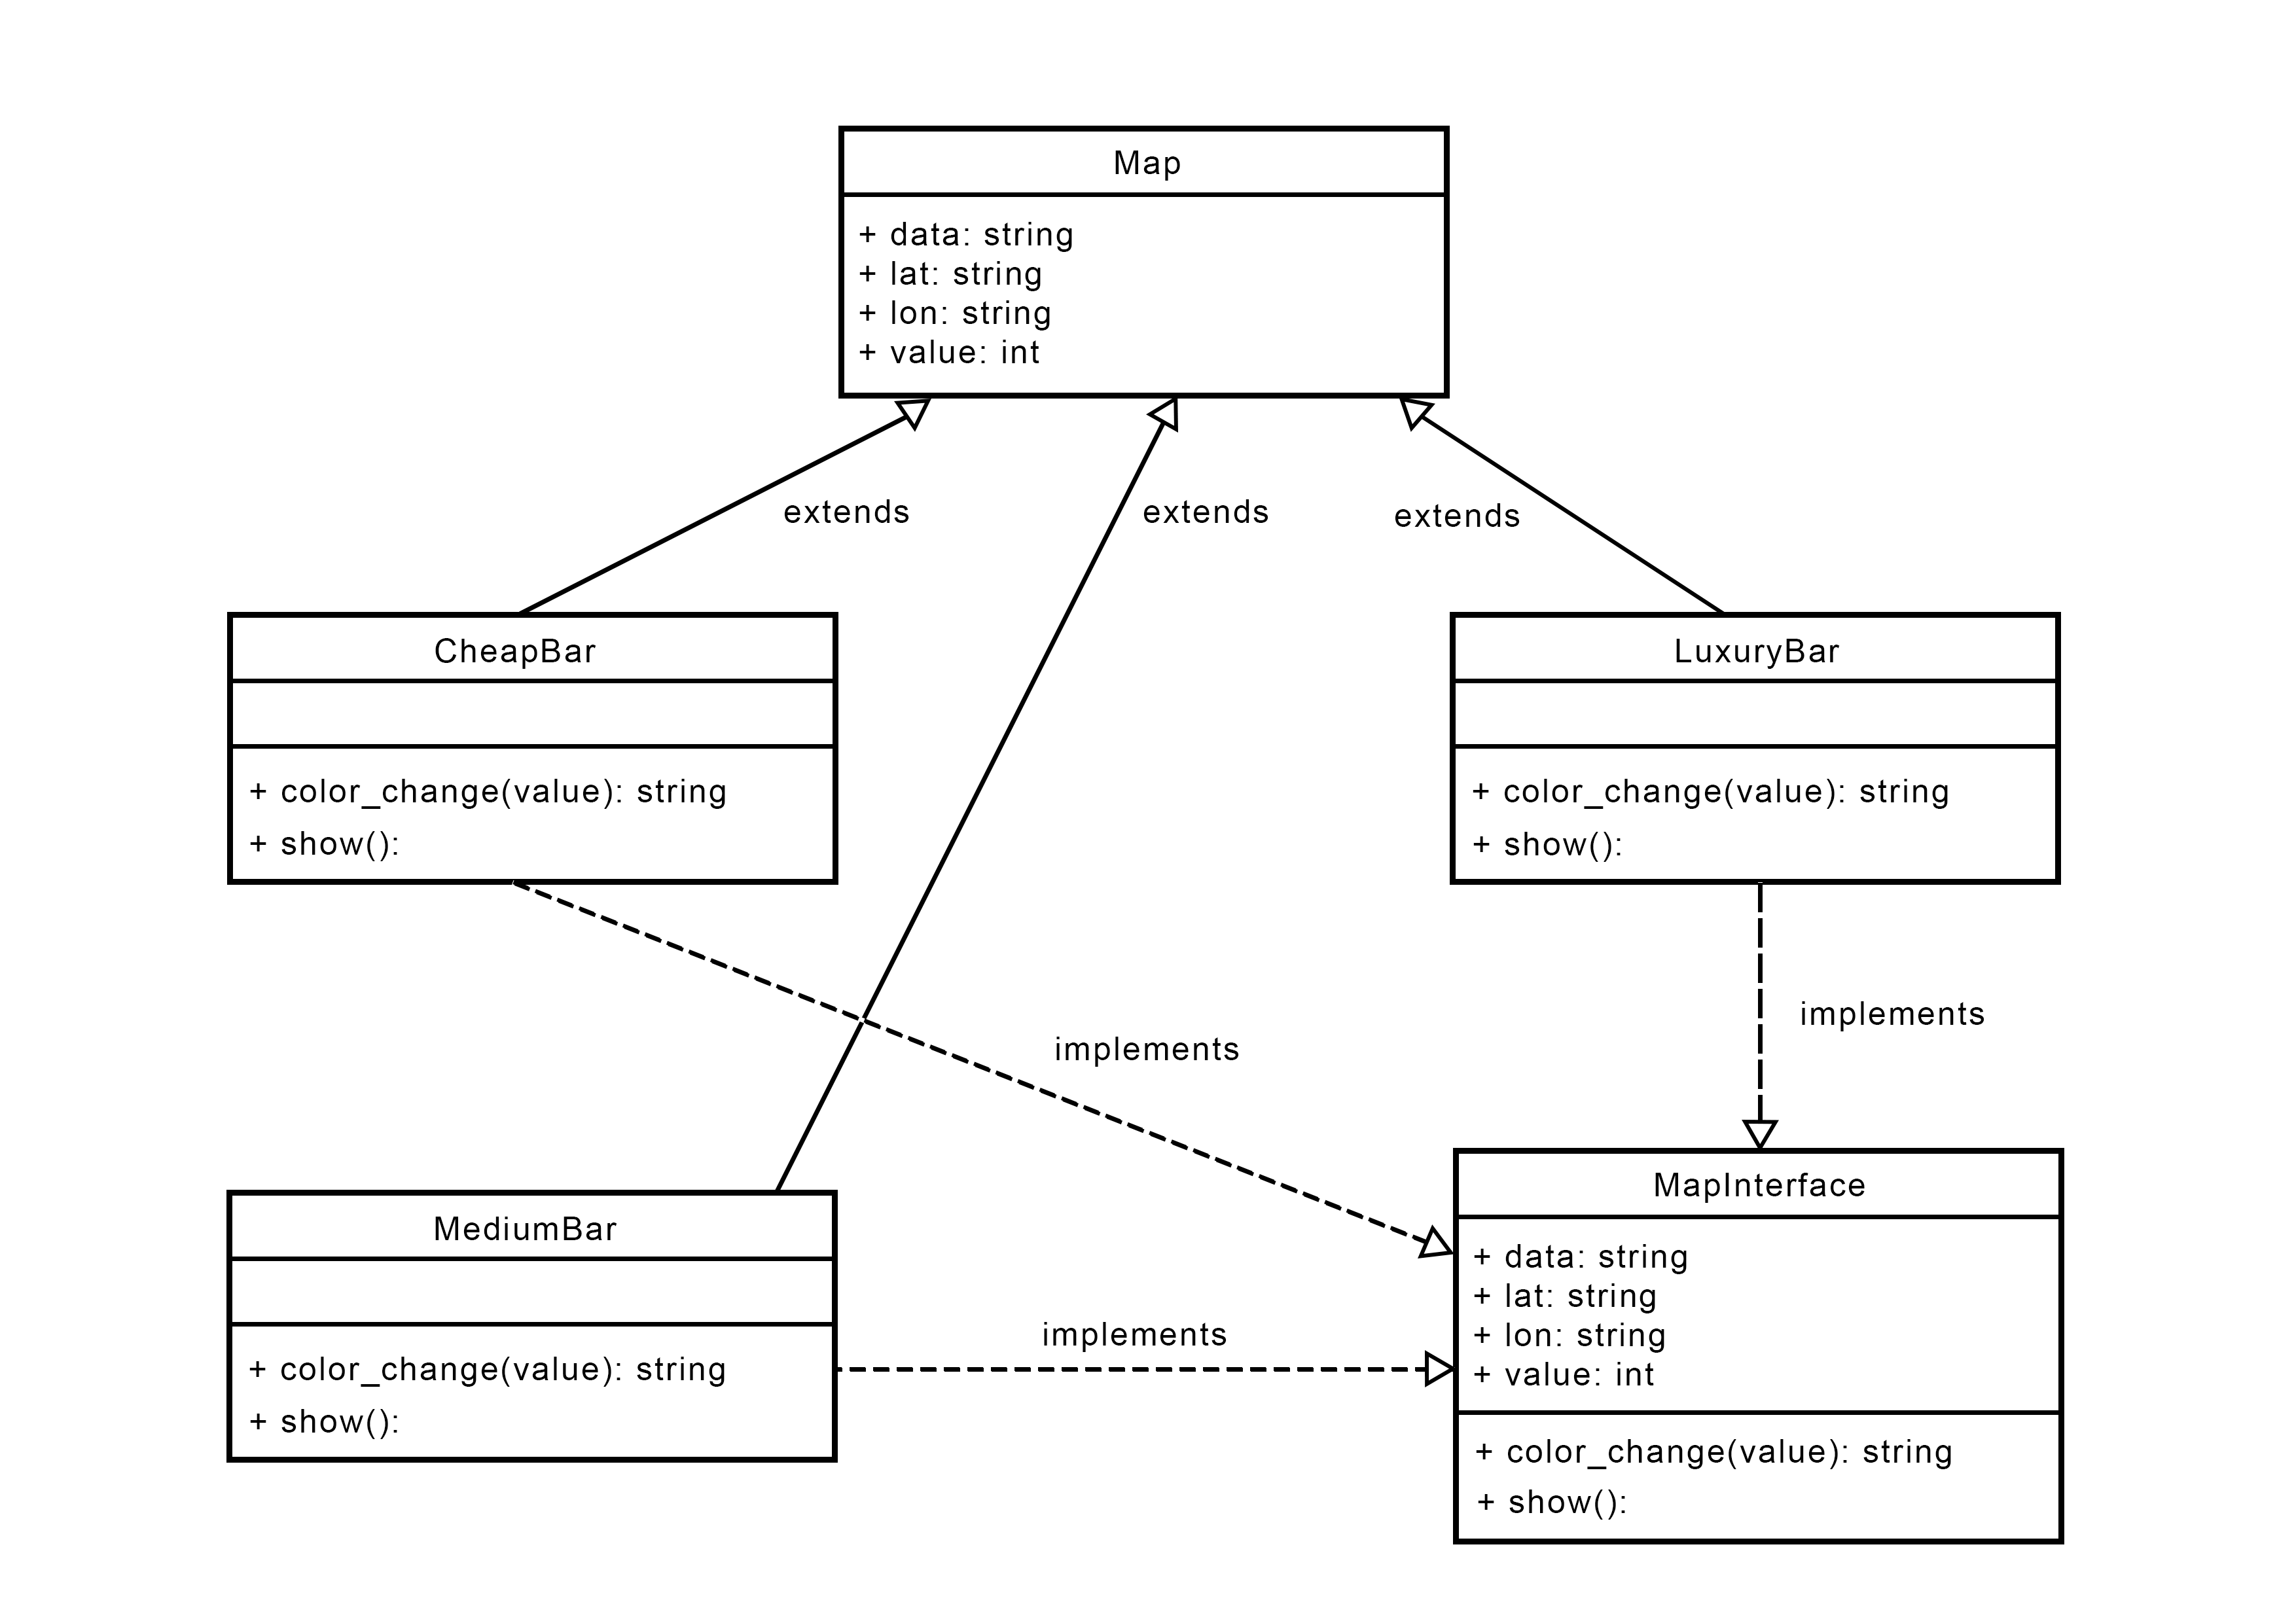 Map
+ data: string
+ lat: string
+ lon: string
+ value: int
extends
extends
extends
CheapBar
+ color_change(value): string
+ show():
LuxuryBar
+ color_change(value): string
+ show():
implements
implements
MediumBar
+ color_change(value): string
+ show():
implements
MapInterface
+ data: string
+ lat: string
+ lon: string
+ value: int
+ color_change(value): string
+ show():